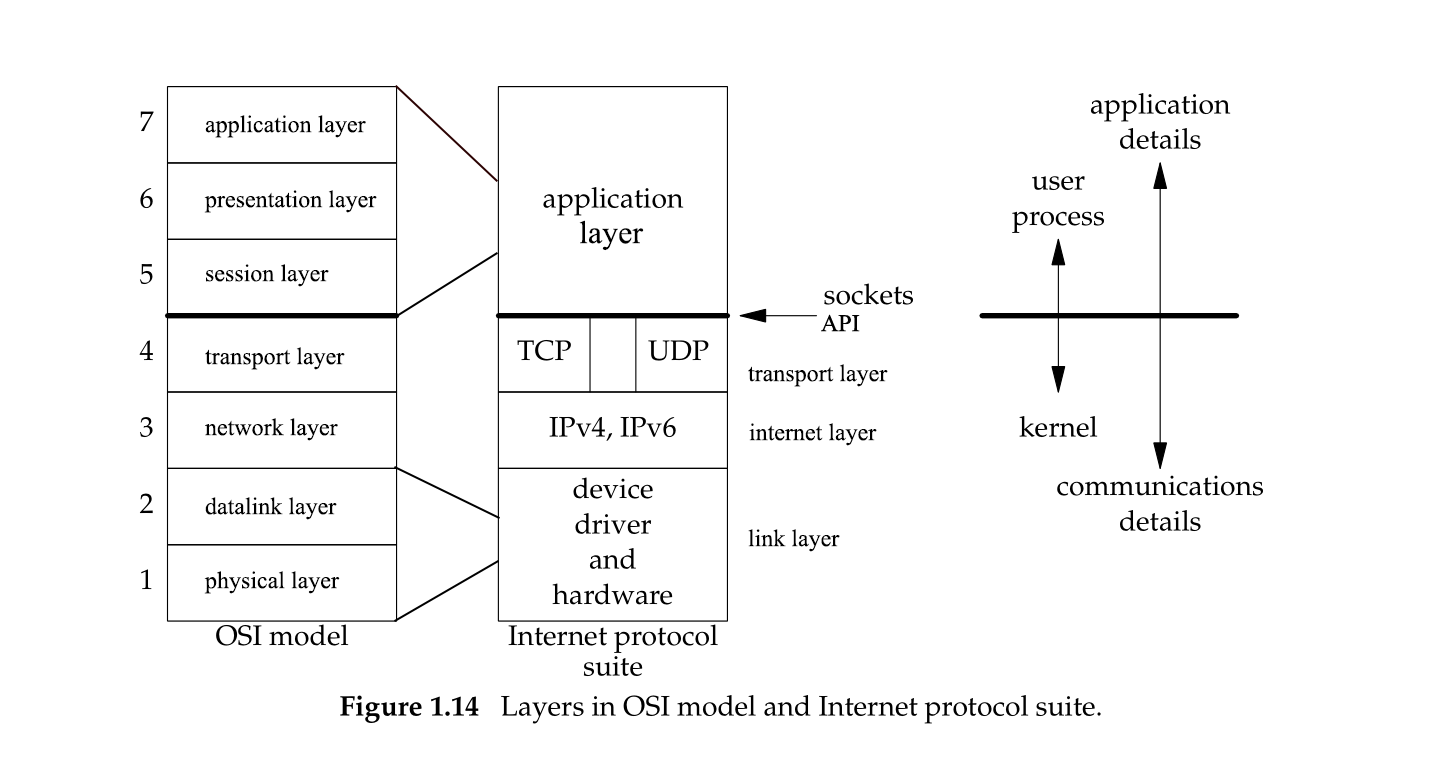 7
application layer
6
presentation layer
5
session layer
4
transport layer
3
network layer
2
datalink layer
1
physical layer
OSI model
application
layer
TCP
UDP
IPv4, IPv6
device
driver
and
hardware
Internet protocol
suite
sockets
API
transport layer
internet layer
link layer
user
process
kernel
application
details
communications
details
Figure 1.14 Layers in OSI model and Internet protocol suite.